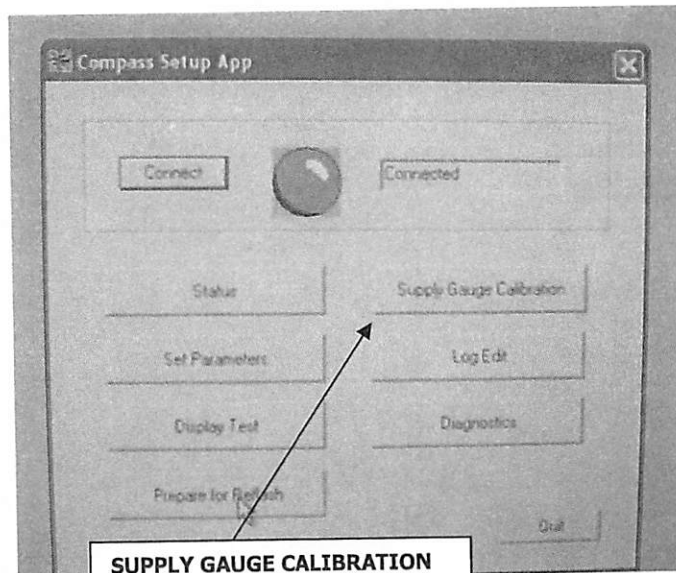 Compass Setup App
Connect
Connected
Status
Supply Gauge Calibration
Set Parameters
Log Edit
Display Test
Diagnostics
Prepare for Reflash
Quit
SUPPLY GAUGE CALIBRATION